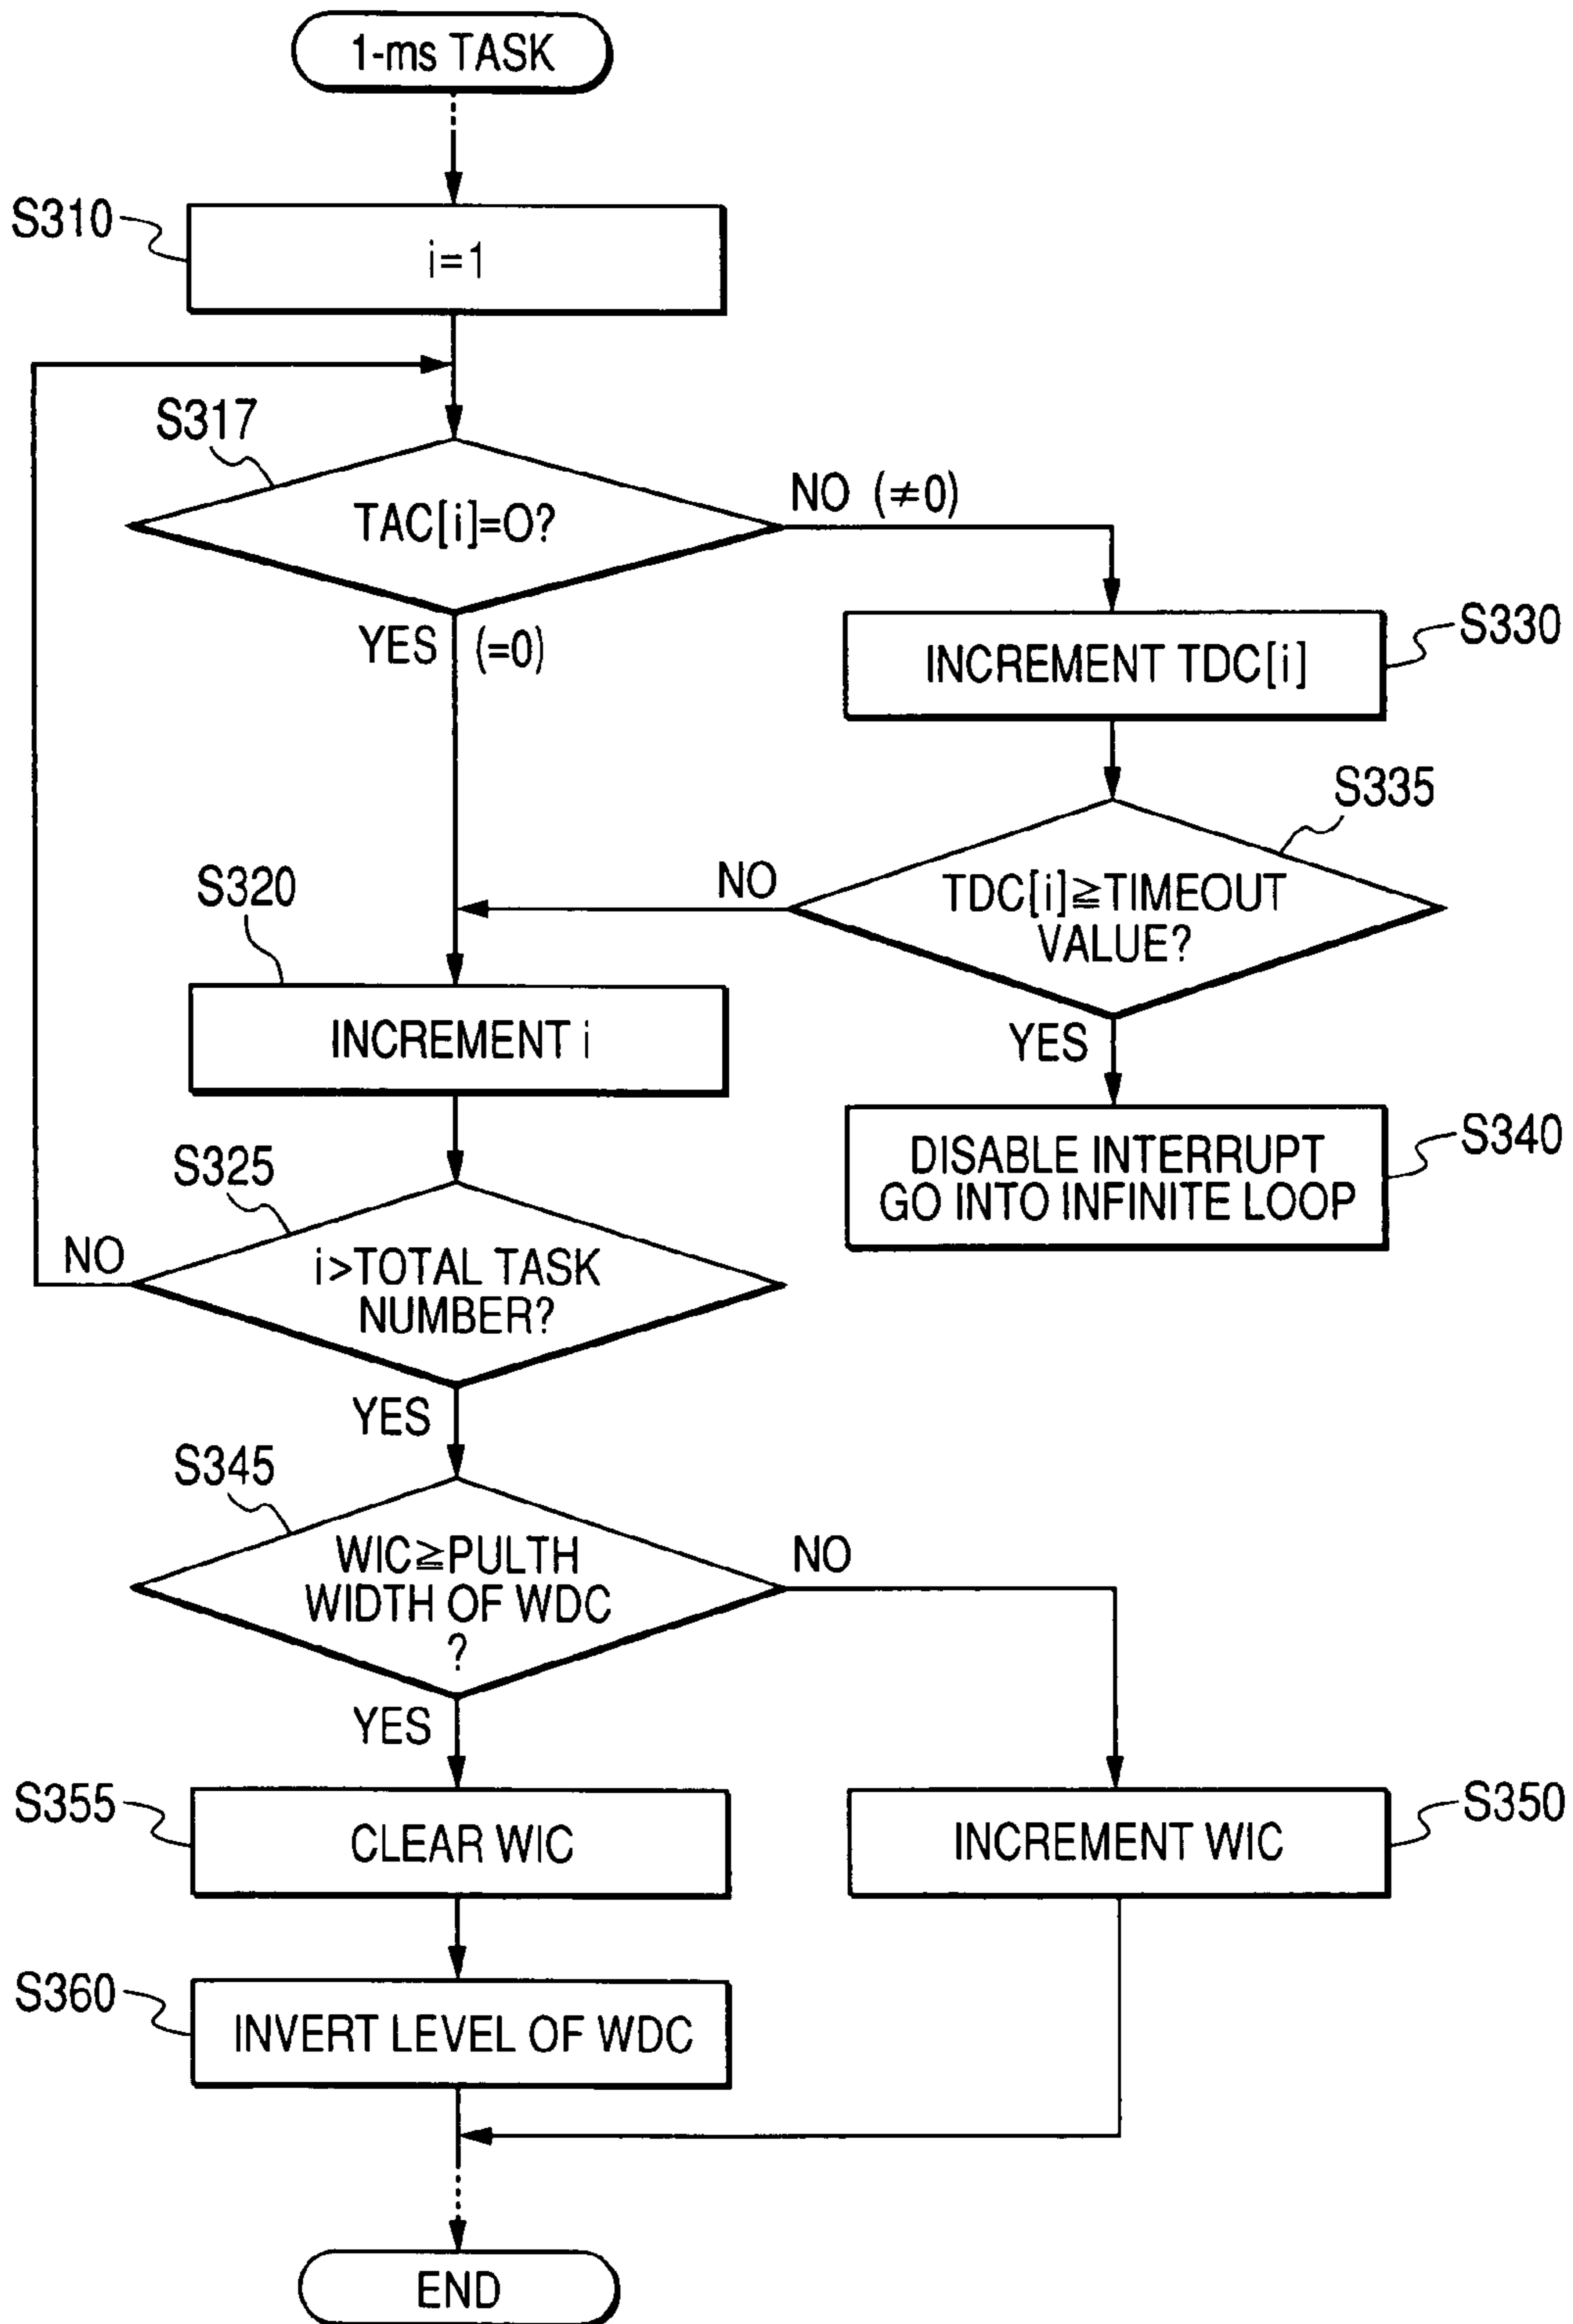 1-ms TASK
S310
i=1
S317
TAC[i]=O?
NO (≠0)
YES (=0)
INCREMENT TDC[i]
S330
S335
TDC[i]≧TIMEOUT
VALUE?
NO
YES
S320
INCREMENT i
DISABLE INTERRUPT
GO INTO INFINITE LOOP
S340
S325
i>TOTAL TASK
NUMBER?
NO
YES
S345
WIC≧PULTH
WIDTH OF WDC
?
NO
YES
S355
CLEAR WIC
INCREMENT WIC
S350
S360
INVERT LEVEL OF WDC
END